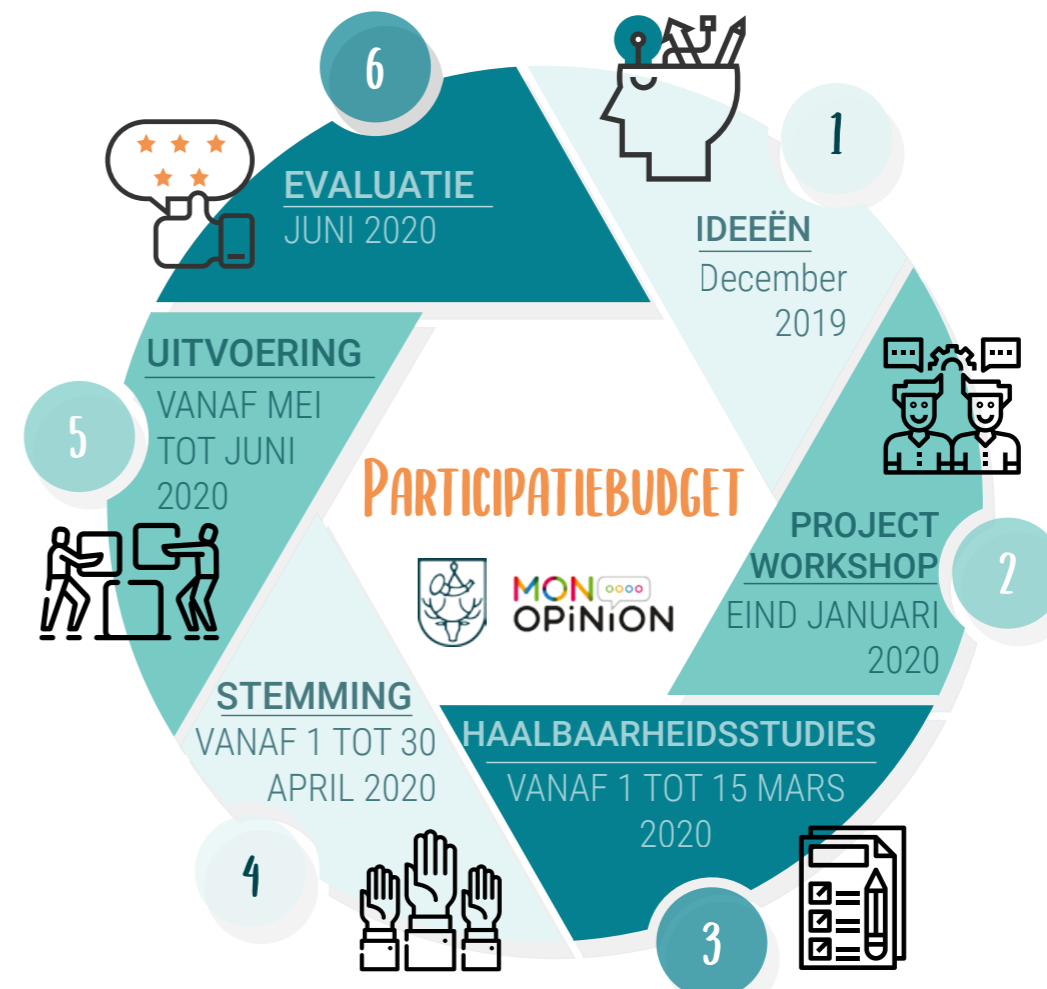 1
IDEEËN
December
2019
2
PROJECT
WORKSHOP
EIND JANUARI
2020
3
HAALBAARHEIDSSTUDIES
VANAF 1 TOT 15 MARS
2020
4
STEMMING
VANAF 1 TOT 30
APRIL 2020
5
UITVOERING
VANAF MEI
TOT JUNI
2020
6
EVALUATIE
JUNI 2020
PARTICIPATIEBUDGET
MON
OPiNiON